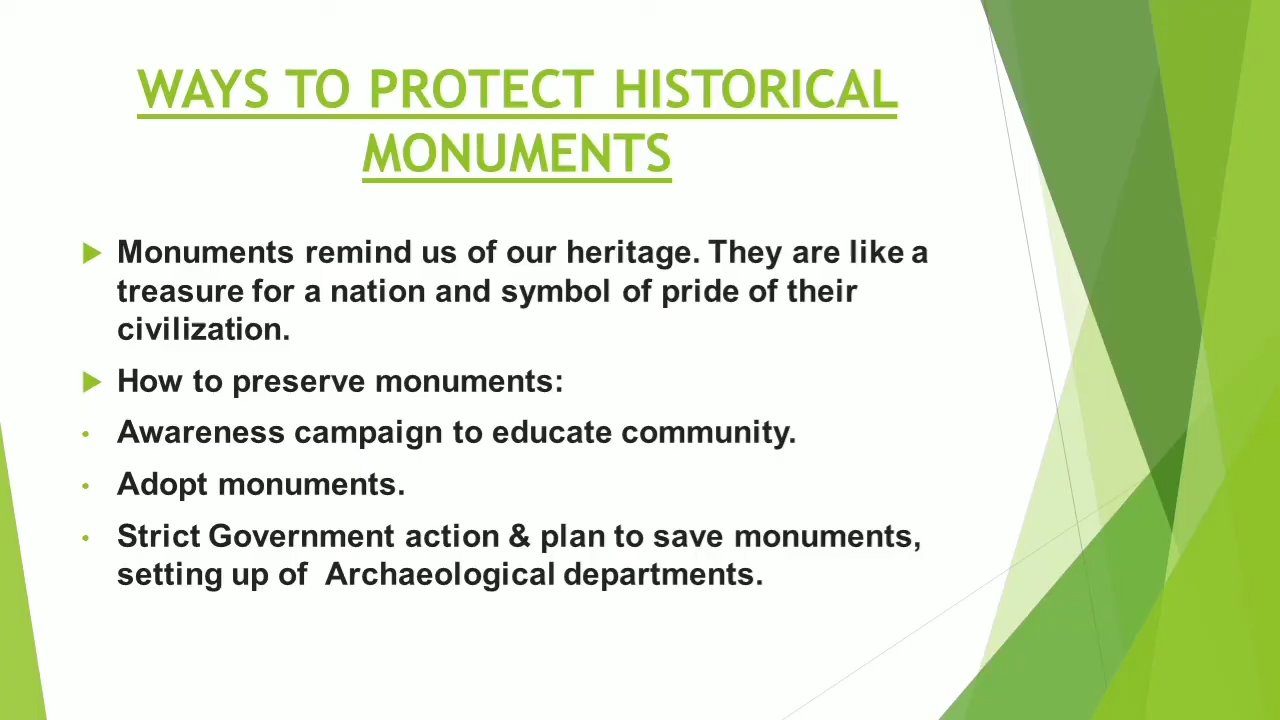 WAYS TO PROTECT HISTORICAL
MONUMENTS
Monuments remind us of our heritage. They are like a
treasure for a nation and symbol of pride of their
civilization.
How to preserve monuments:
Awareness campaign to educate community.
Adopt monuments.
Strict Government action & plan to save monuments,
setting up of  Archaeological departments.